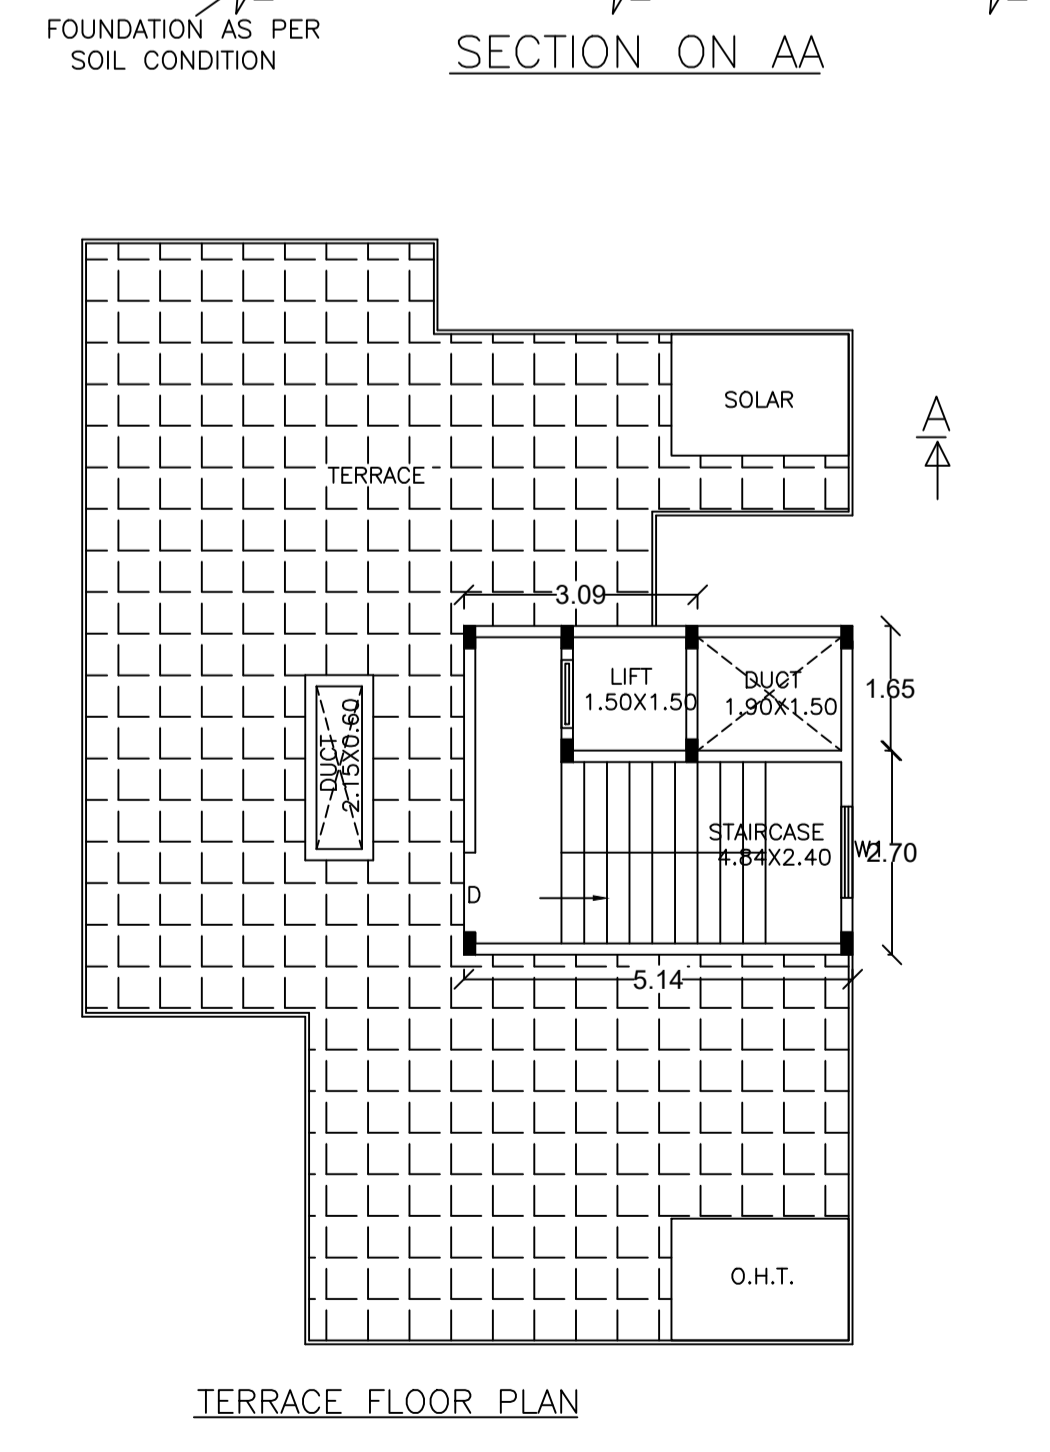 FOUNDATION AS PER
SOIL CONDITION
SECTION ON AA
SOLAR
A
TERRACE
3.09
LIFT
1.50X1.50
DUCT
1.90X1.50
1.65
DUCT
2.15X0.60
STAIRCASE
4.84X2.40
W1
2.70
D
5.14
O.H.T.
TERRACE FLOOR PLAN